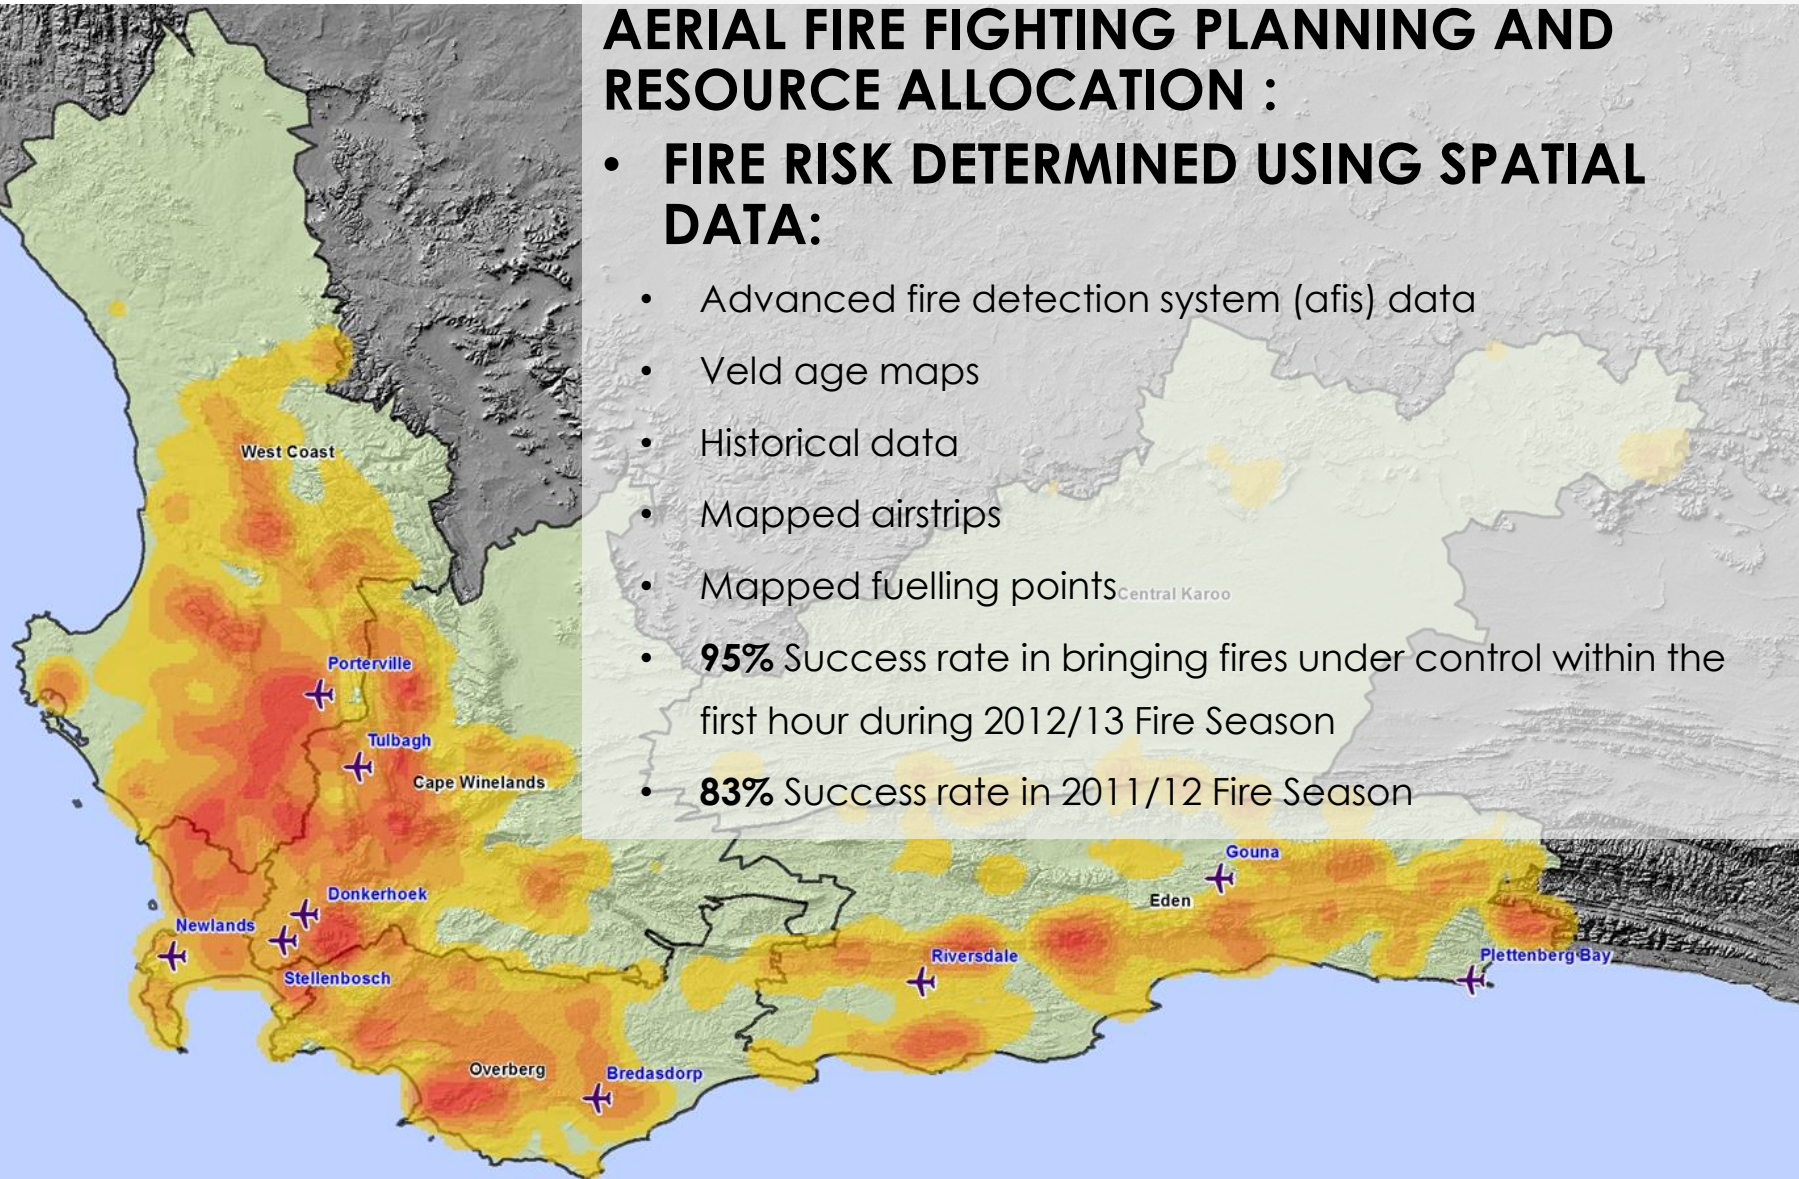 AERIAL FIRE FIGHTING PLANNING AND
RESOURCE ALLOCATION :
• FIRE RISK DETERMINED USING SPATIAL
DATA:
• Advanced fire detection system (afis) data
• Veld age maps
• Historical data
• Mapped airstrips
• Mapped fuelling points
• 95% Success rate in bringing fires under control within the
first hour during 2012/13 Fire Season
• 83% Success rate in 2011/12 Fire Season
West Coast
Central Karoo
Porterville
Tulbagh
Cape Winelands
Gouna
Donkerhoek
Eden
Newlands
Riversdale
Plettenberg Bay
Stellenbosch
Overberg
Bredasdorp